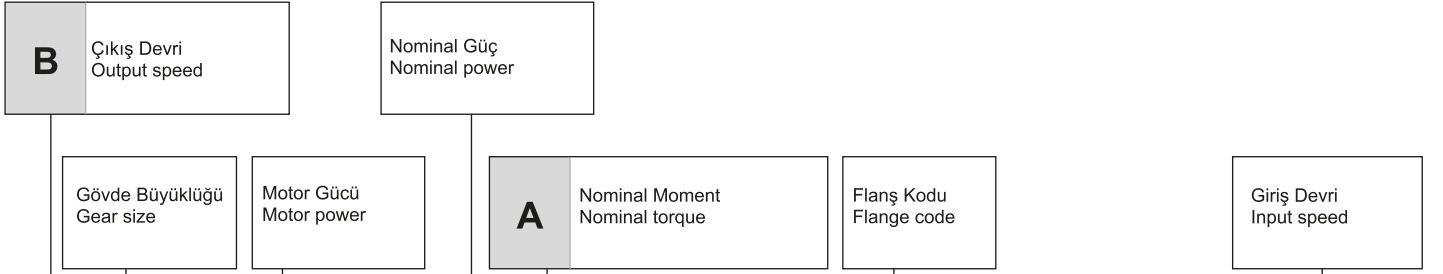 B
Çıkış Devri
Output speed
Nominal Güç
Nominal power
Gövde Büyüklüğü
Gear size
Motor Gücü
Motor power
A
Nominal Moment
Nominal torque
Flanş Kodu
Flange code
Giriş Devri
Input speed